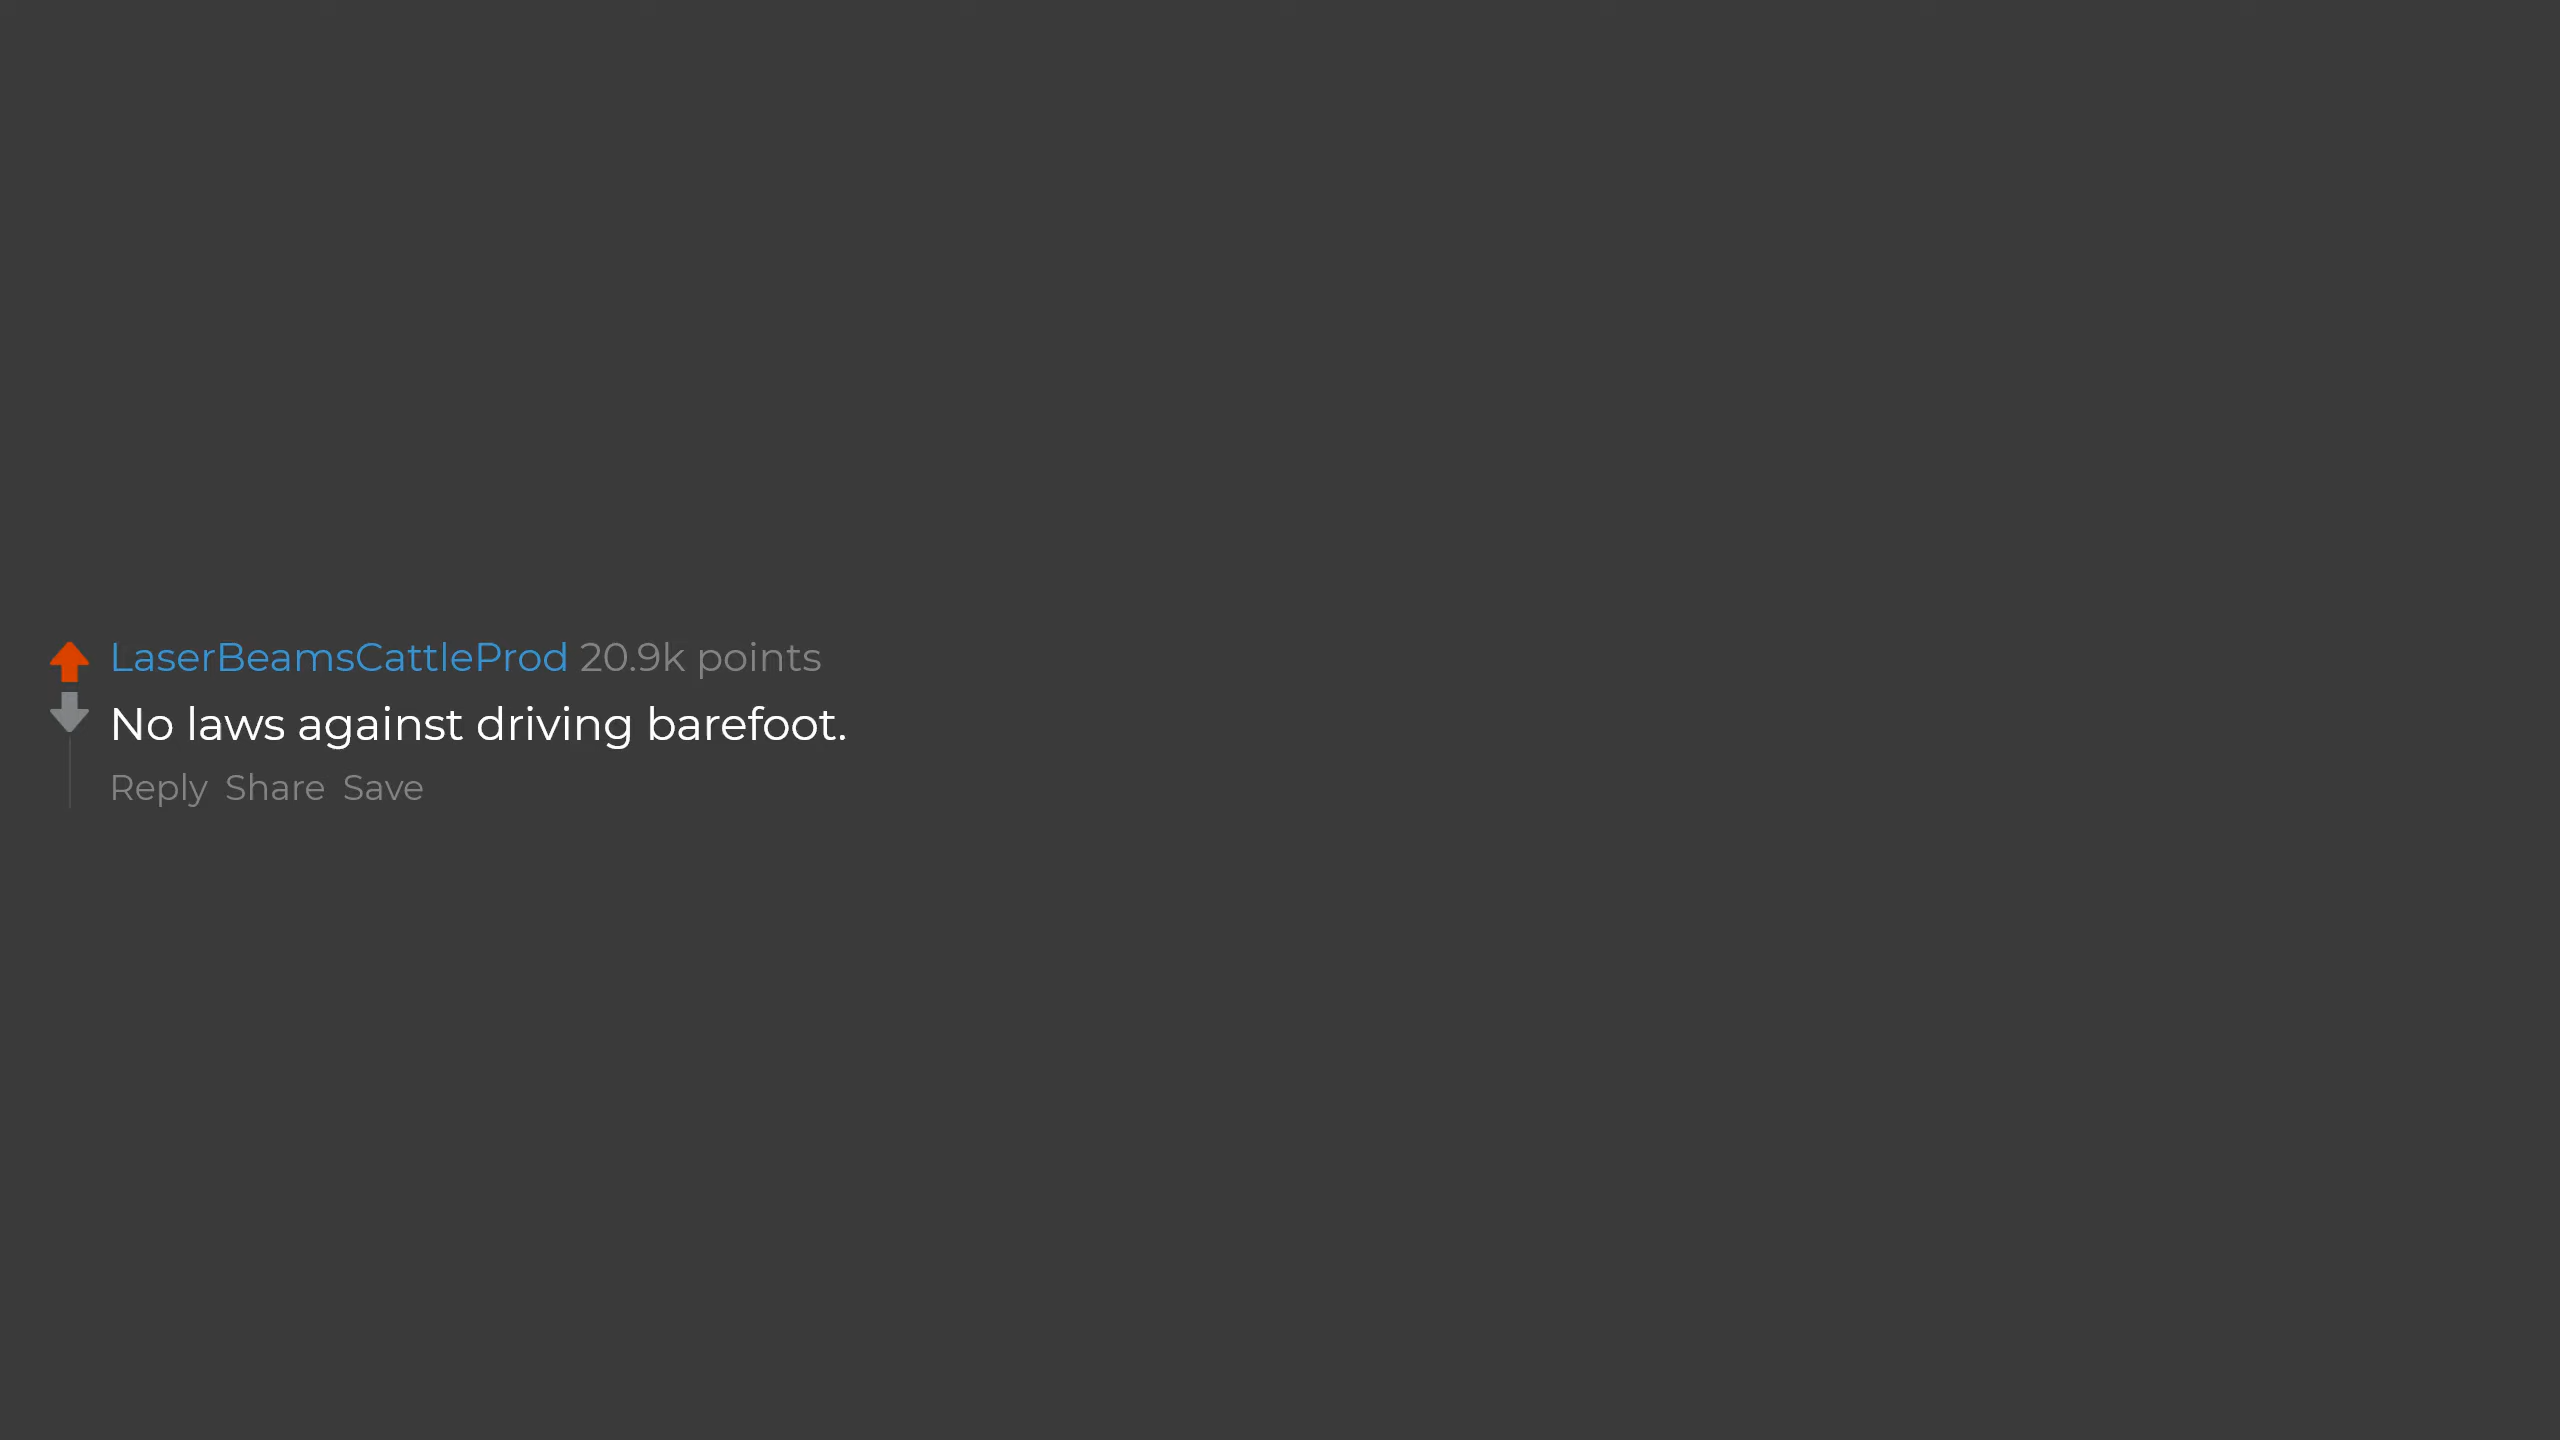 LaserBeamsCattleProd 20.9k points
No laws against driving barefoot.
Reply Share Save